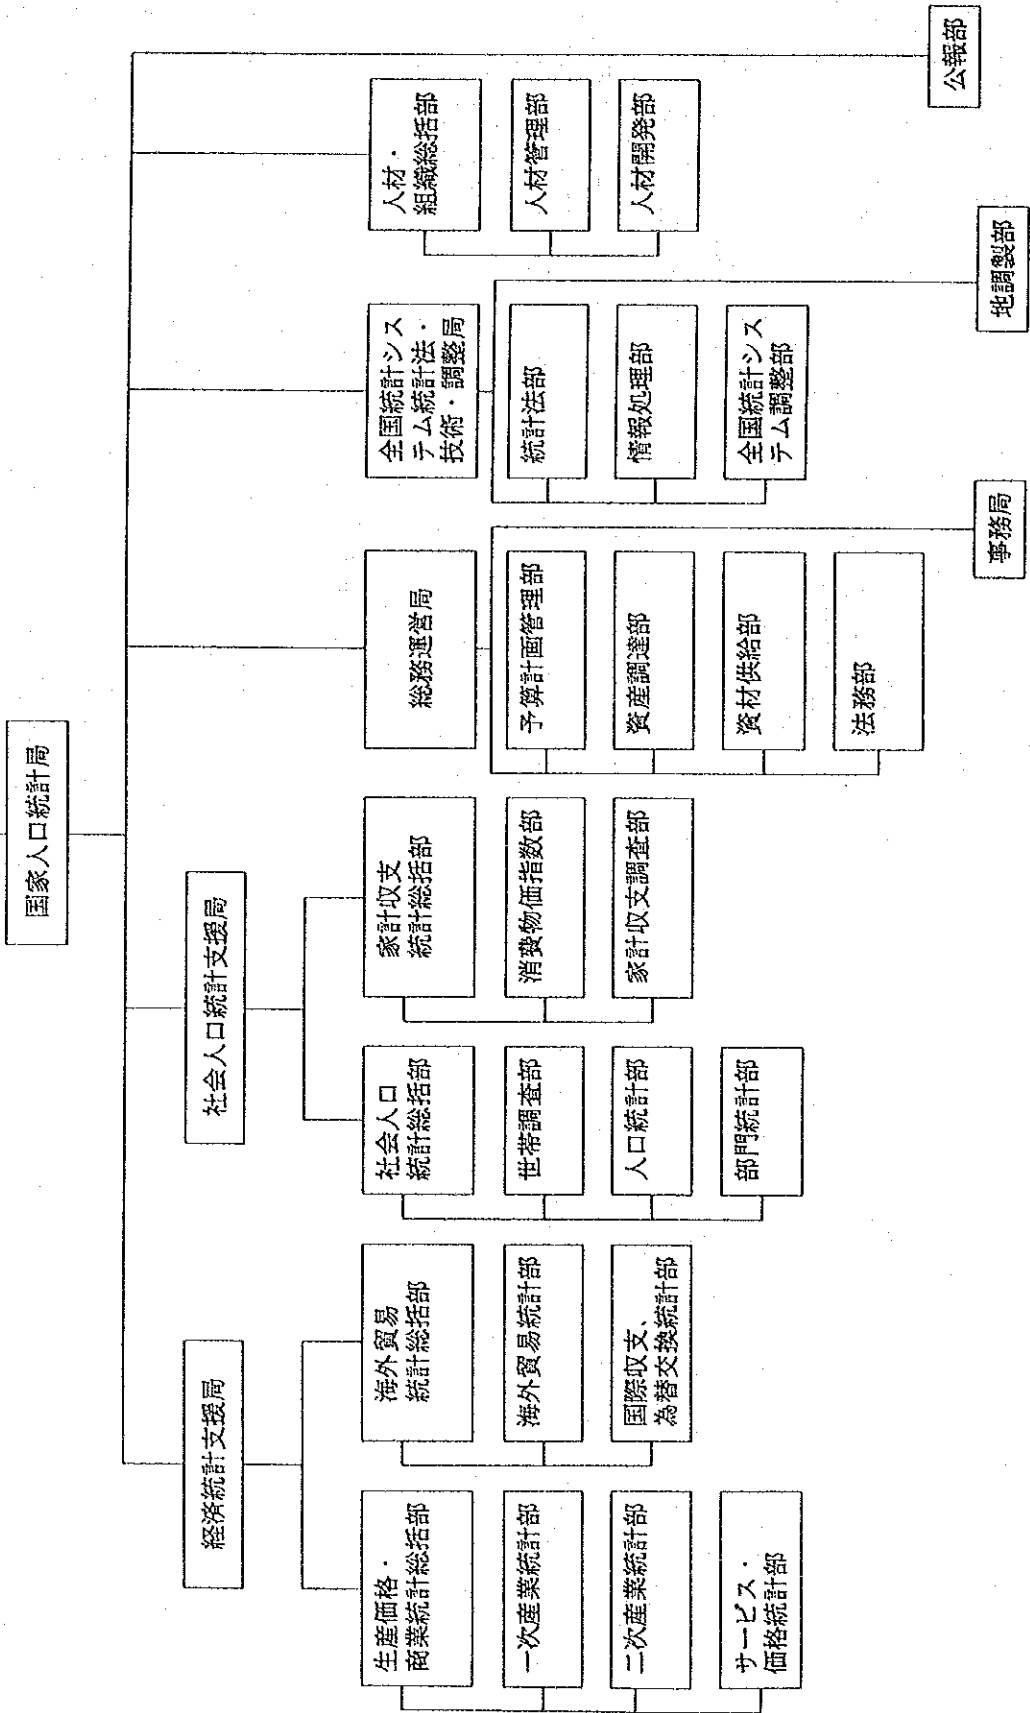 国家人口統計局
経済統計支援局
生産価格・
商業統計総括部
一次産業統計部
二次産業統計部
サービス・
価格統計部
海外貿易
統計総括部
海外貿易統計部
国際収支、
為替交換統計部
社会人口統計支援局
社会人口
統計総括部
世帯調査部
人口統計部
部門統計部
家計収支
統計総括部
消費物価指数部
家計収支調査部
総務運営局
予算計画管理部
資産調達部
資材供給部
法務部
事務局
全国統計シス
テム統計法・
技術・調整局
統計法部
情報処理部
全国統計シス
テム調整部
地調製部
人材・
組織総括部
人材管理部
人材開発部
公報部